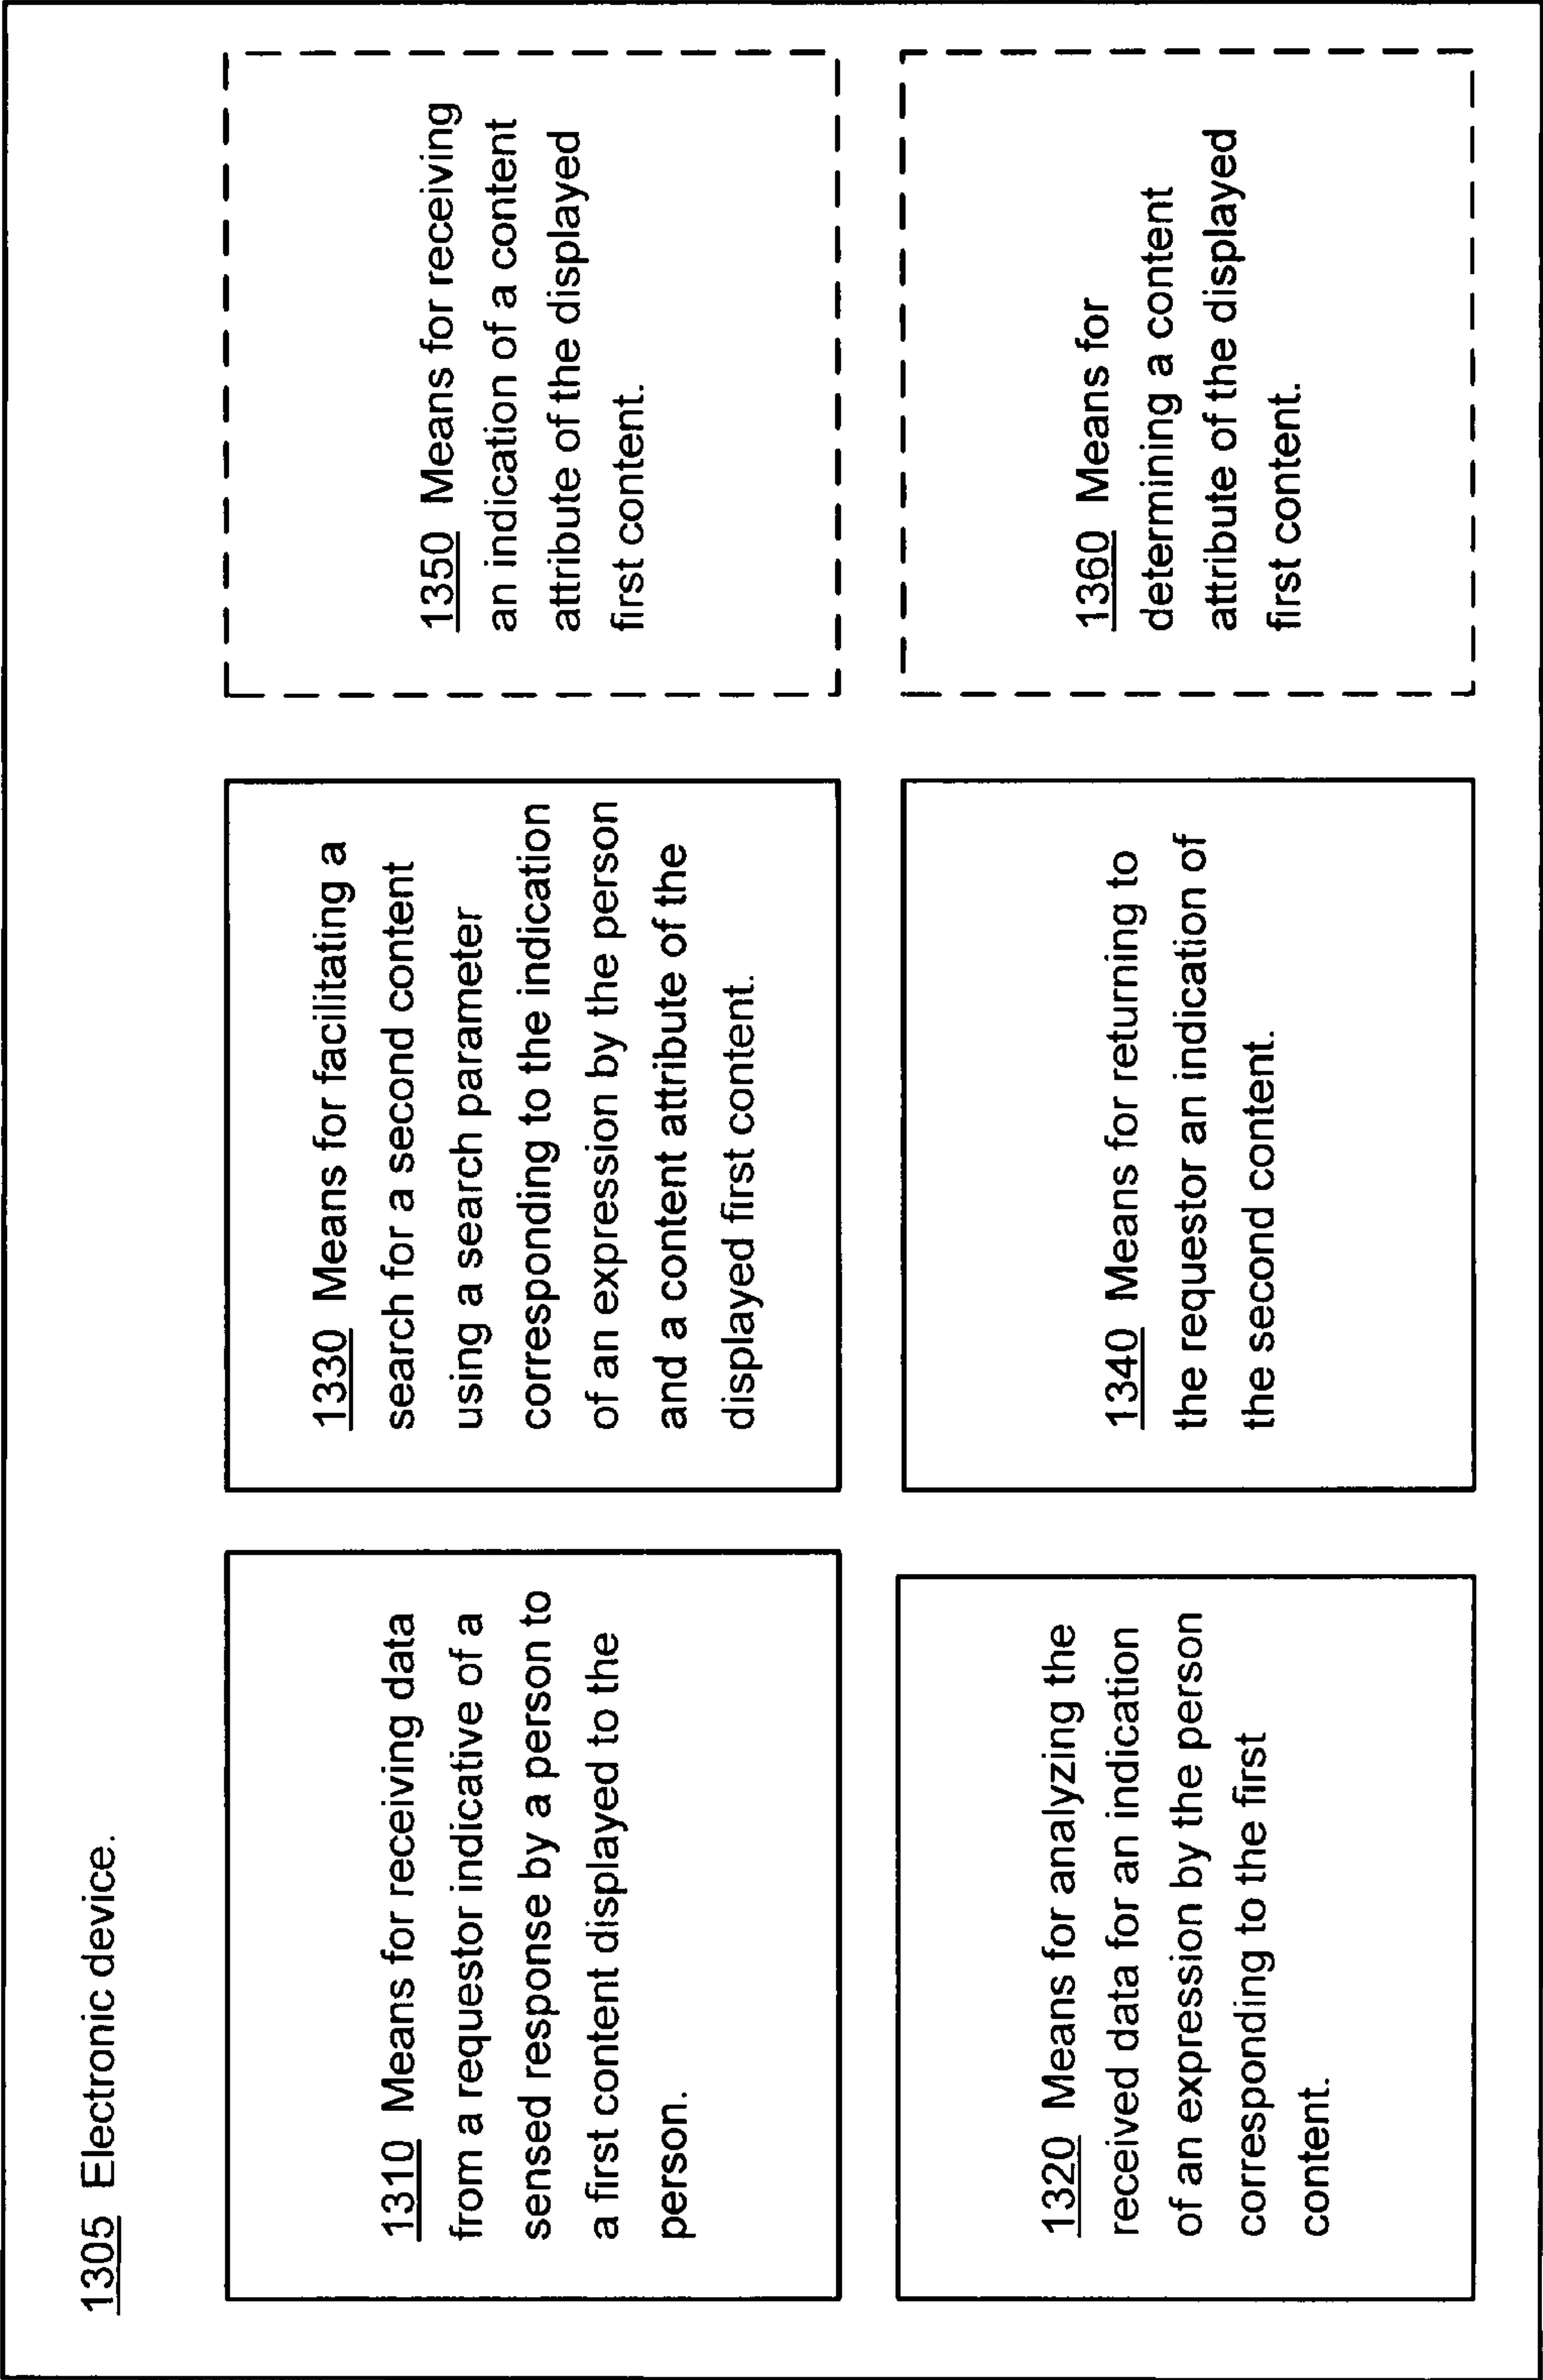 1305 Electronic device.
1310 Means for receiving data
from a requestor indicative of a
sensed response by a person to
a first content displayed to the
person.
1320 Means for analyzing the
received data for an indication
of an expression by the person
corresponding to the first
content.
1330 Means for facilitating a
search for a second content
using a search parameter
corresponding to the indication
of an expression by the person
and a content attribute of the
displayed first content.
1340 Means for returning to
the requestor an indication of
the second content.
1350 Means for receiving
an indication of a content
attribute of the displayed
first content.
1360 Means for
determining a content
attribute of the displayed
first content.